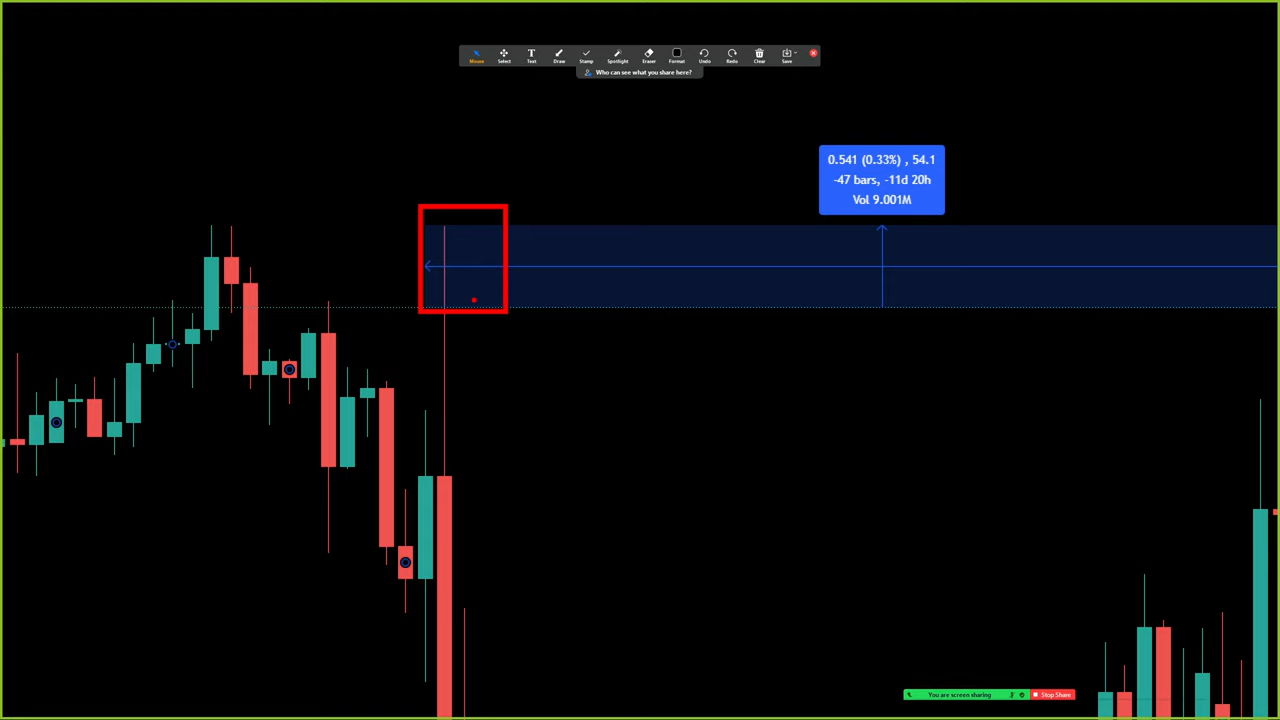 Mouse Select Text Draw Stamp Spotlight Eraser Format Undo Redo Clear Save
Who can see what you share here?
0.541 (0.33%) , 54.1
-47 bars, -11d 20h
Vol 9.001M
You are screen sharing Stop Share